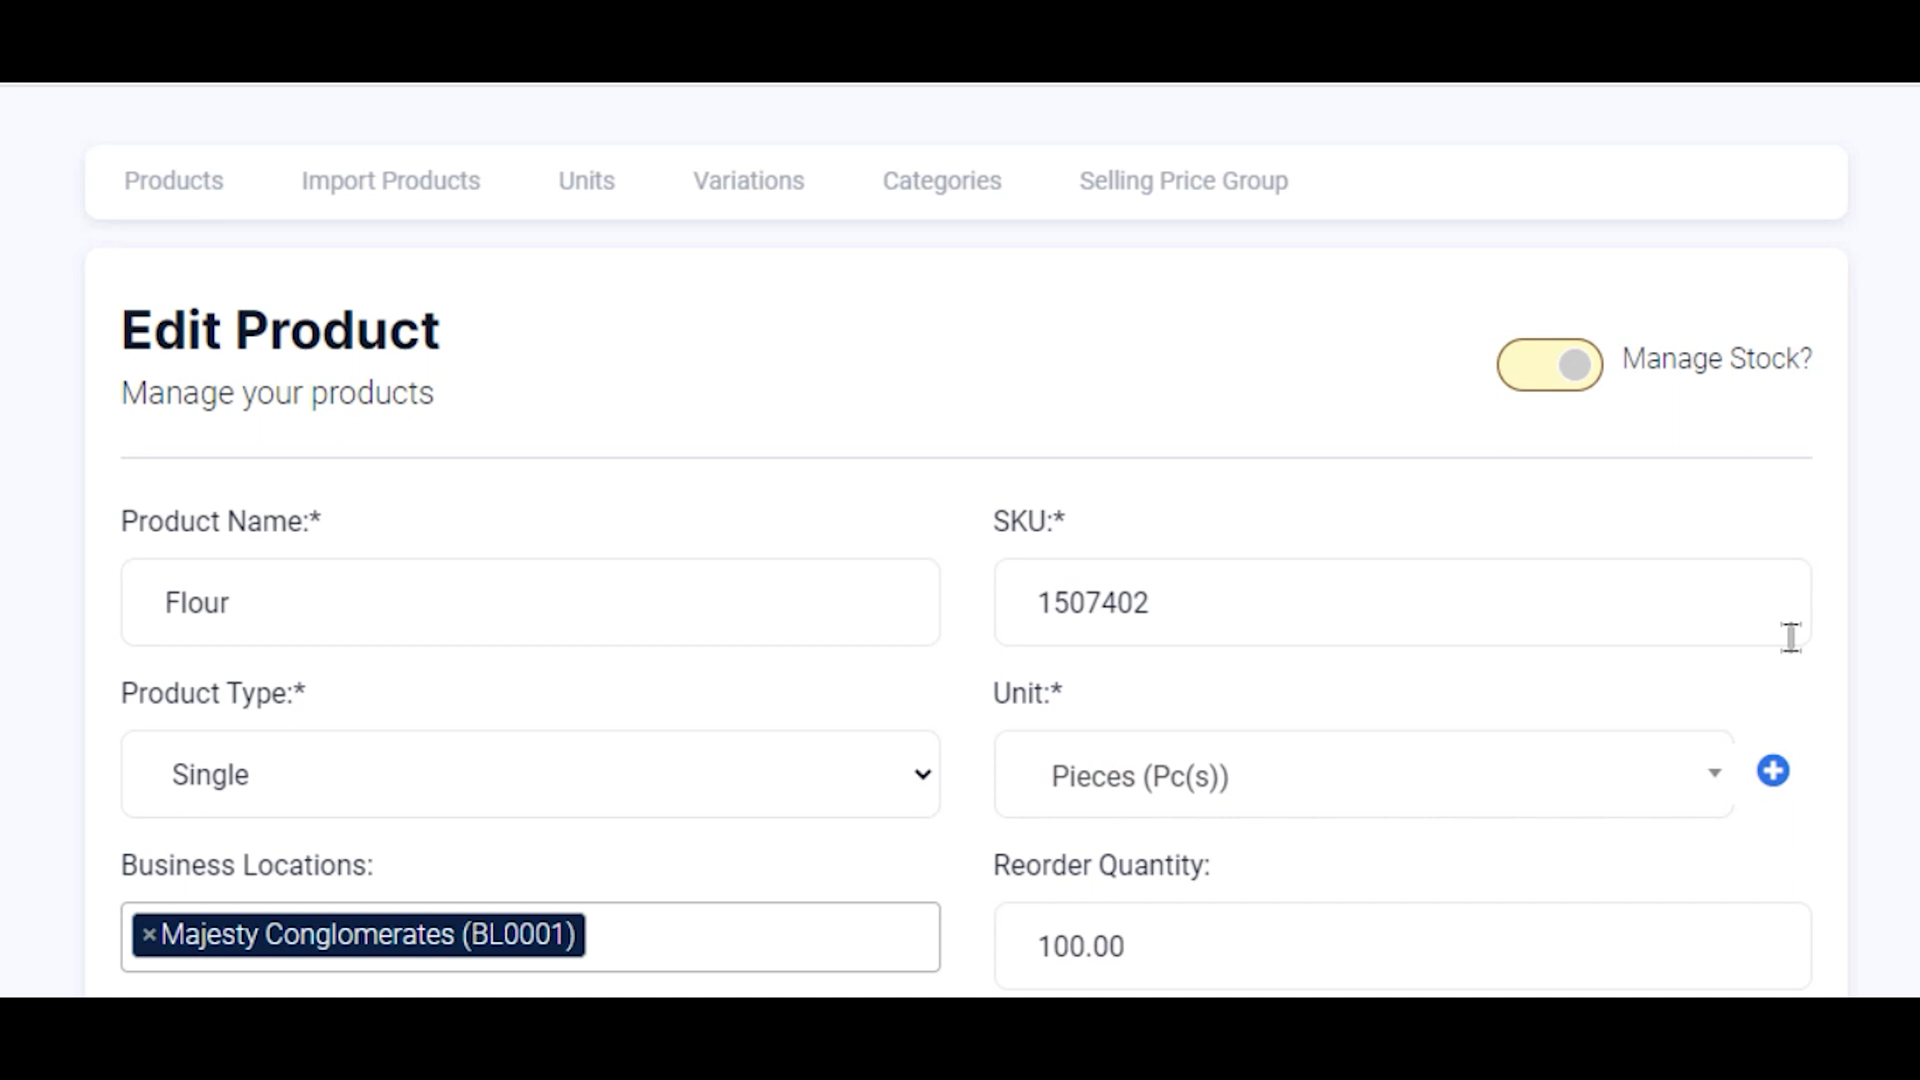 Products Import Products Units Variations Categories Selling Price Group
Edit Product
Manage your products
Manage Stock?
Product Name:*
Flour
SKU:*
1507402
Product Type:*
Single
Unit:*
Pieces (Pc(s))
Business Locations:
×Majesty Conglomerates (BL0001)
Reorder Quantity:
100.00